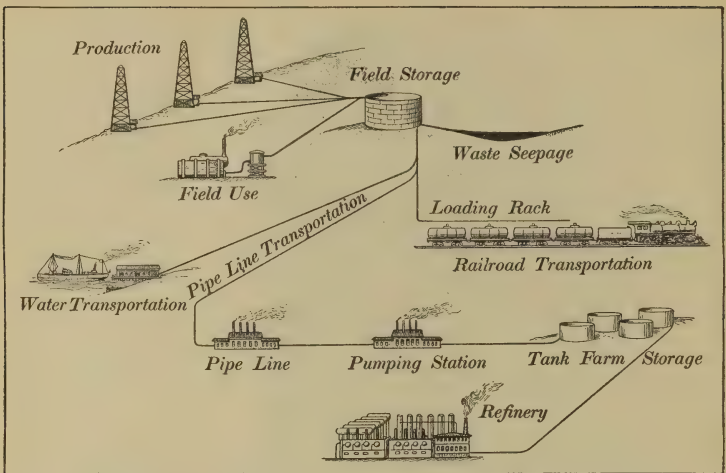 Production
Field Storage
Waste Seepage
Field Use
Loading Rack
Railroad Transportation
Pipe Line Transportation
Water Transportation
Pipe Line
Pumping Station
Tank Farm Storage
Refinery